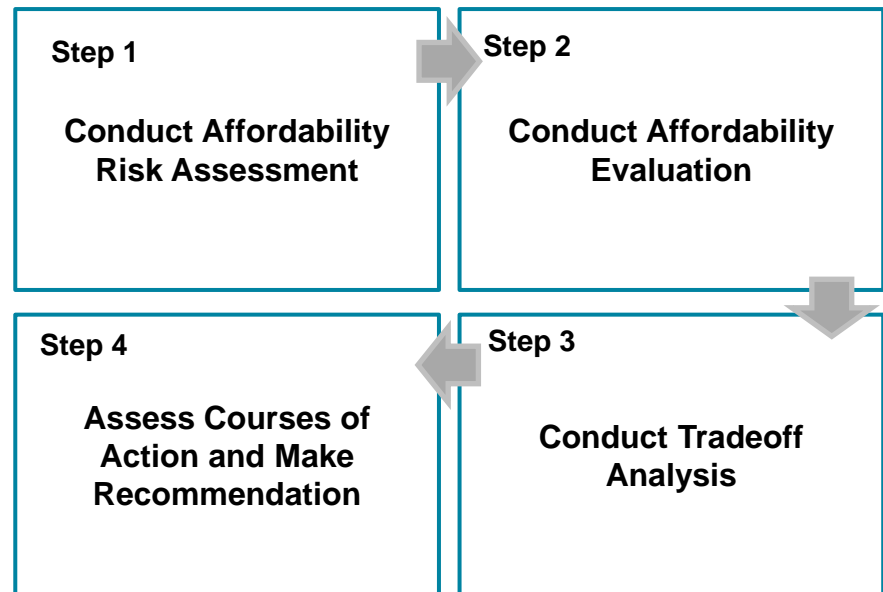 Step 1
Conduct Affordability
Risk Assessment
Step 2
Conduct Affordability
Evaluation
Step 3
Conduct Tradeoff
Analysis
Step 4
Assess Courses of
Action and Make
Recommendation